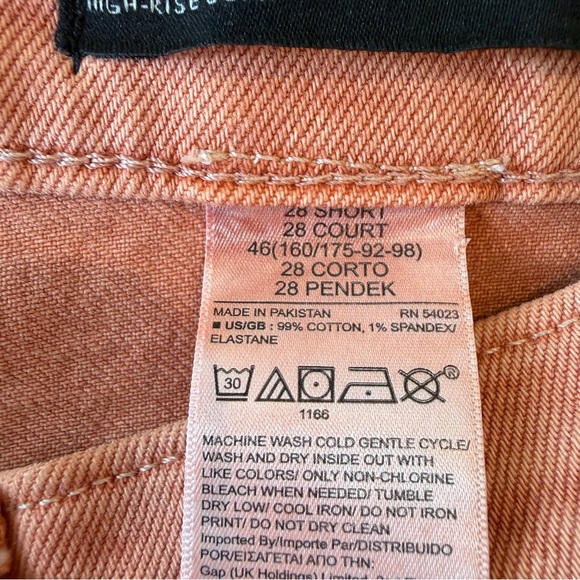 HIGH-RISE
28 SHORT
28 COURT
46(160/175-92-98)
28 CORTO
28 PENDEK
MADE IN PAKISTAN RN 54023
■ US/GB : 99% COTTON, 1% SPANDEX/
ELASTANE
30 ®
1166
MACHINE WASH COLD GENTLE CYCLE/
WASH AND DRY INSIDE OUT WITH
LIKE COLORS/ ONLY NON-CHLORINE
BLEACH WHEN NEEDED/ TUMBLE
DRY LOW/ COOL IRON/ DO NOT IRON
PRINT/ DO NOT DRY CLEAN
Imported By/Importe Par/DISTRIBUIDO
POR/ΕΙΣΑΓΕΤΑΙ ΑΠΟ ΤΗΝ:
Gap (UK Holdings) Limited